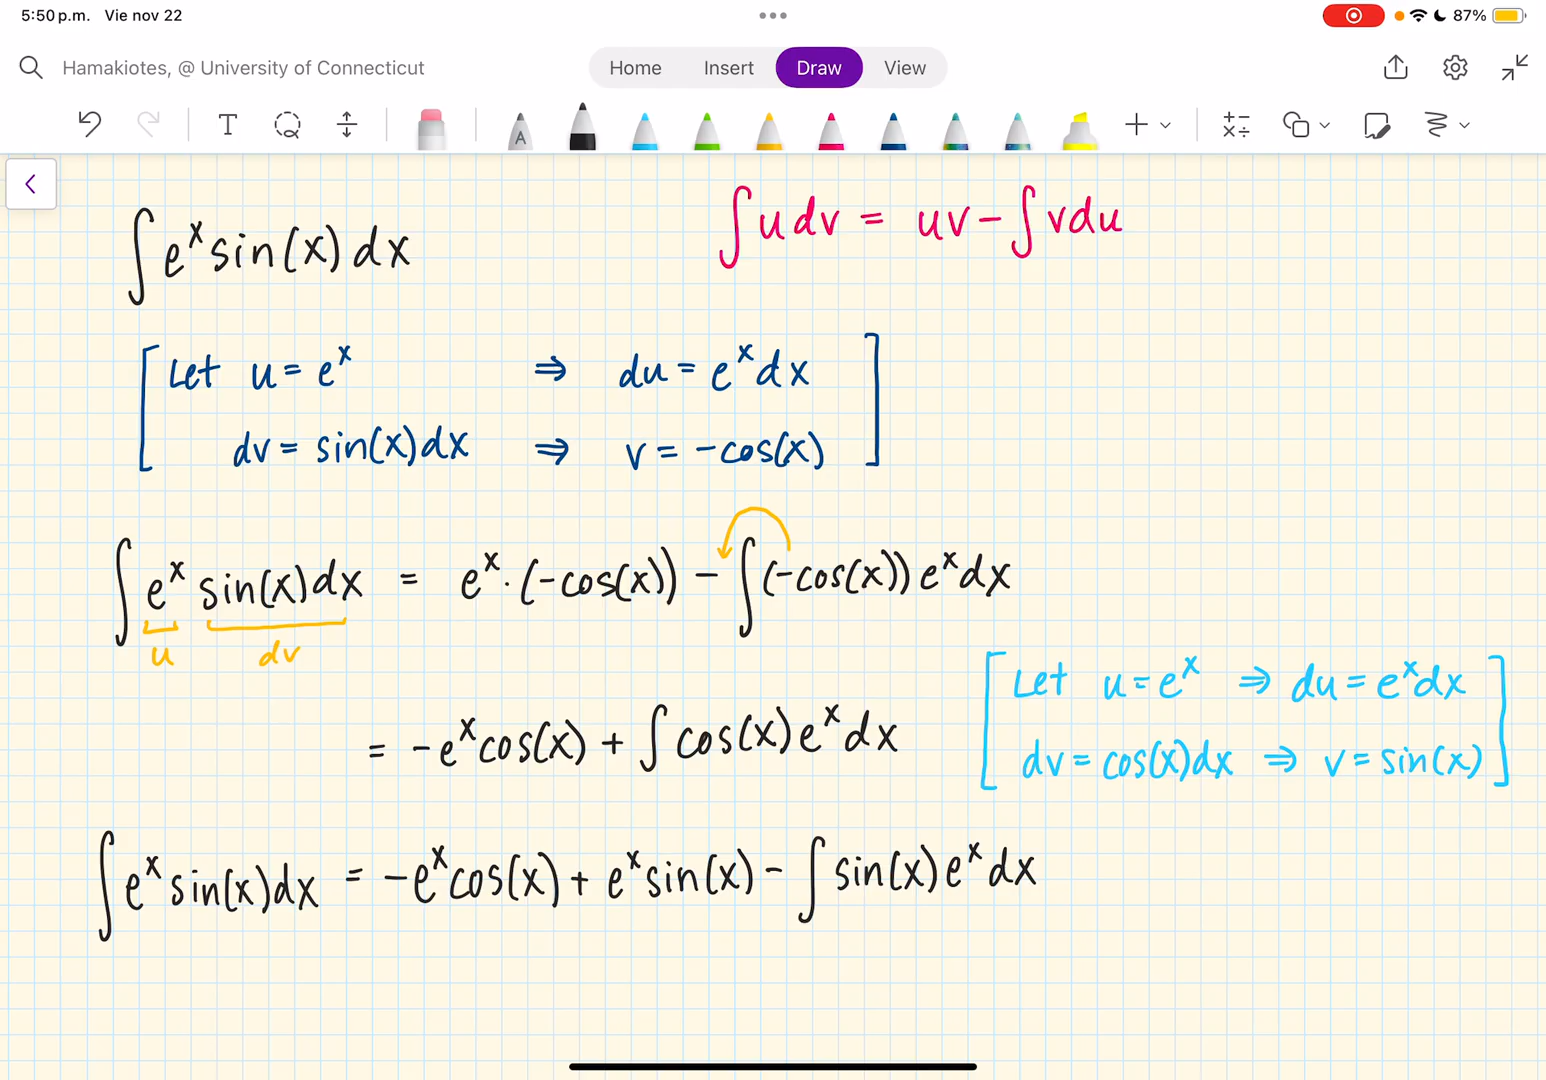 5:50 p.m. Vie nov 22
87%
Hamakiotes, @ University of Connecticut
Home Insert Draw View
T
A
∫ e^x sin(x) dx
∫ u dv = uv - ∫ v du
[ Let u = e^x ⇒ du = e^x dx
dv = sin(x) dx ⇒ v = -cos(x) ]
∫ e^x sin(x) dx = e^x · (-cos(x)) - ∫ (-cos(x)) e^x dx
u dv
[ Let u = e^x ⇒ du = e^x dx
dv = cos(x) dx ⇒ v = sin(x) ]
= -e^x cos(x) + ∫ cos(x) e^x dx
∫ e^x sin(x) dx = -e^x cos(x) + e^x sin(x) - ∫ sin(x) e^x dx